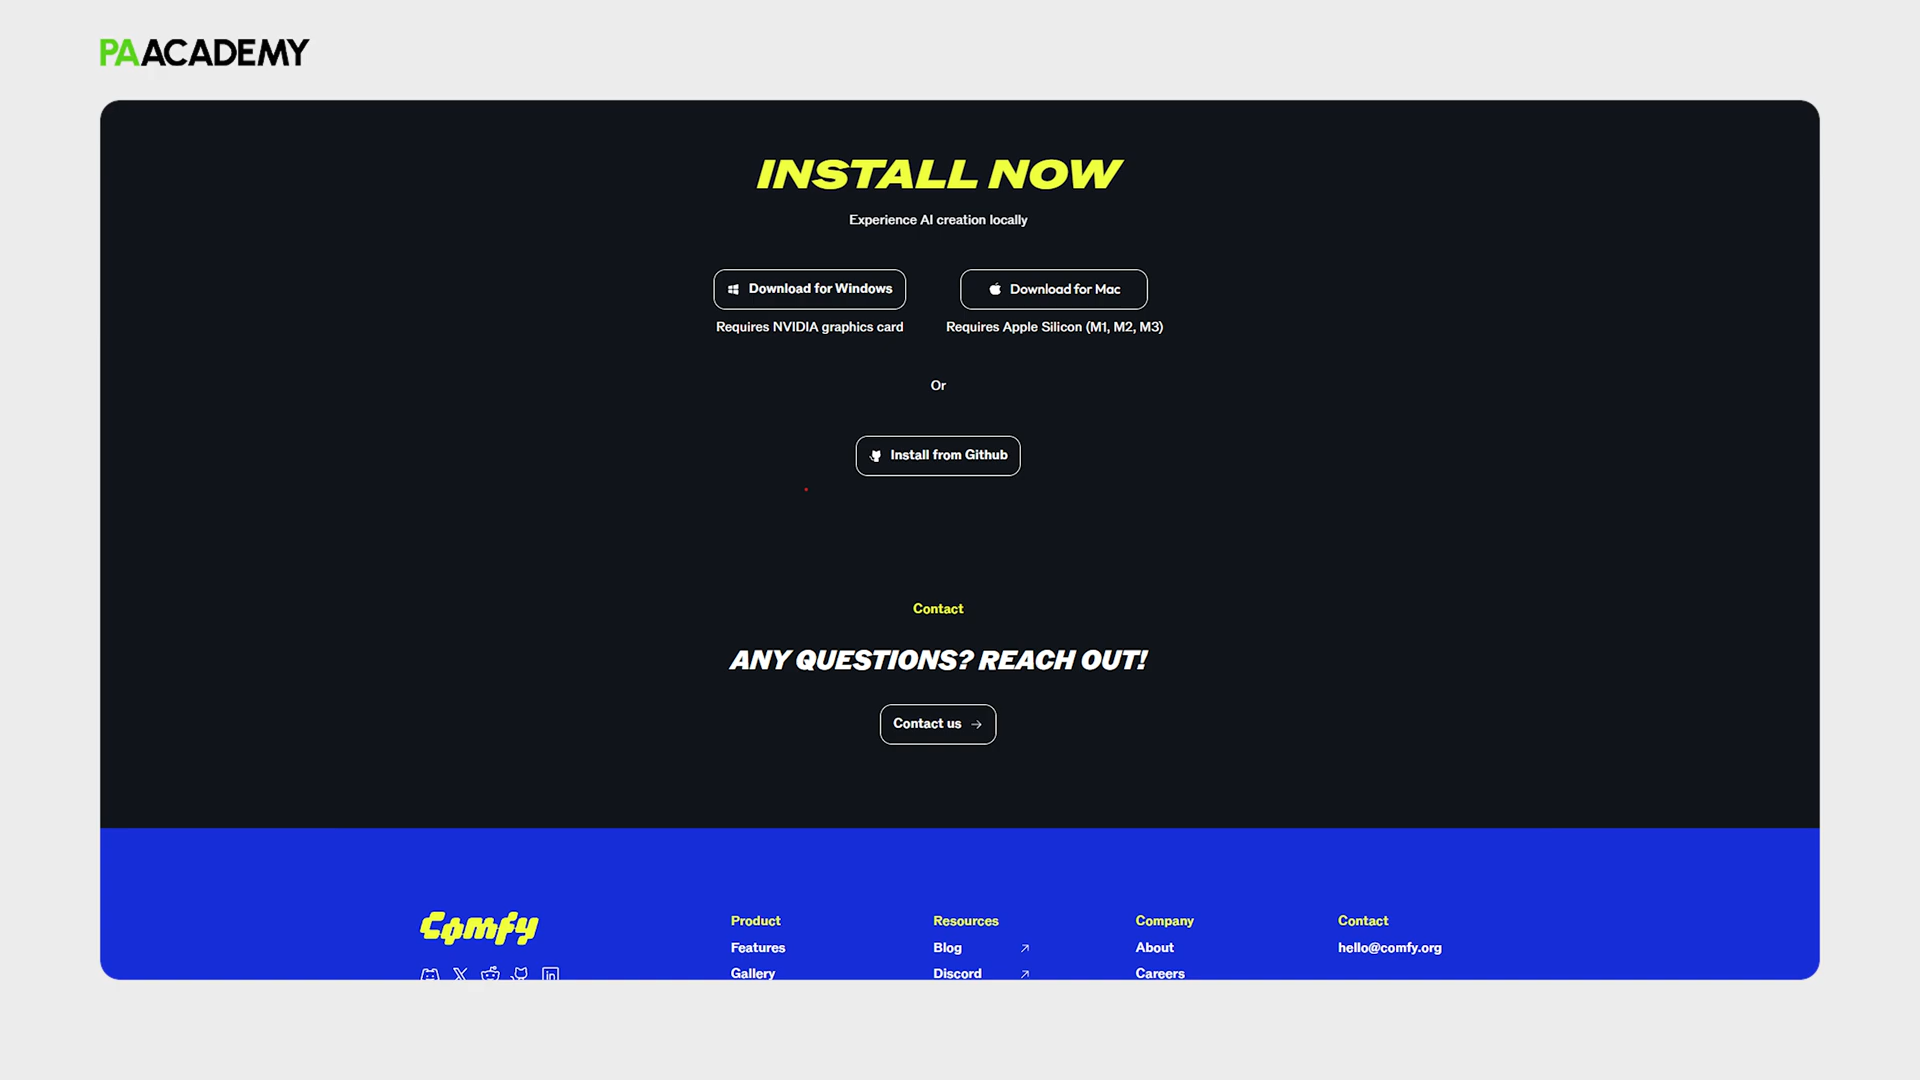 PAACADEMY
INSTALL NOW
Experience AI creation locally
Download for Windows
Download for Mac
Requires NVIDIA graphics card
Requires Apple Silicon (M1, M2, M3)
Or
Install from Github
Contact
ANY QUESTIONS? REACH OUT!
Contact us →
Comfy
Product
Features
Gallery
Resources
Blog ↗
Discord ↗
Company
About
Careers
Contact
hello@comfy.org